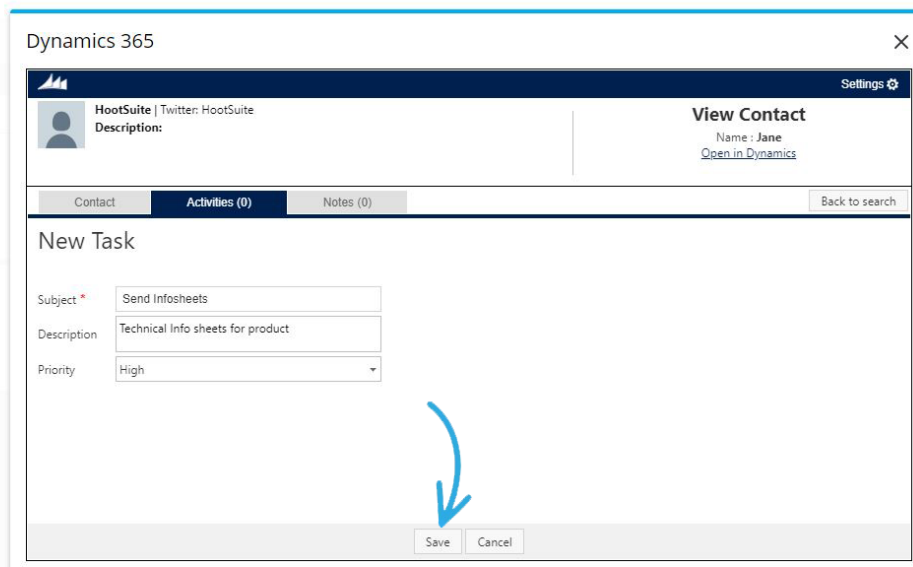 Dynamics 365
Settings
HootSuite | Twitter: HootSuite
Description:
View Contact
Name : Jane
Open in Dynamics
Contact
Activities (0)
Notes (0)
Back to search
New Task
Subject * Send Infosheets
Description Technical Info sheets for product
Priority High
Save Cancel